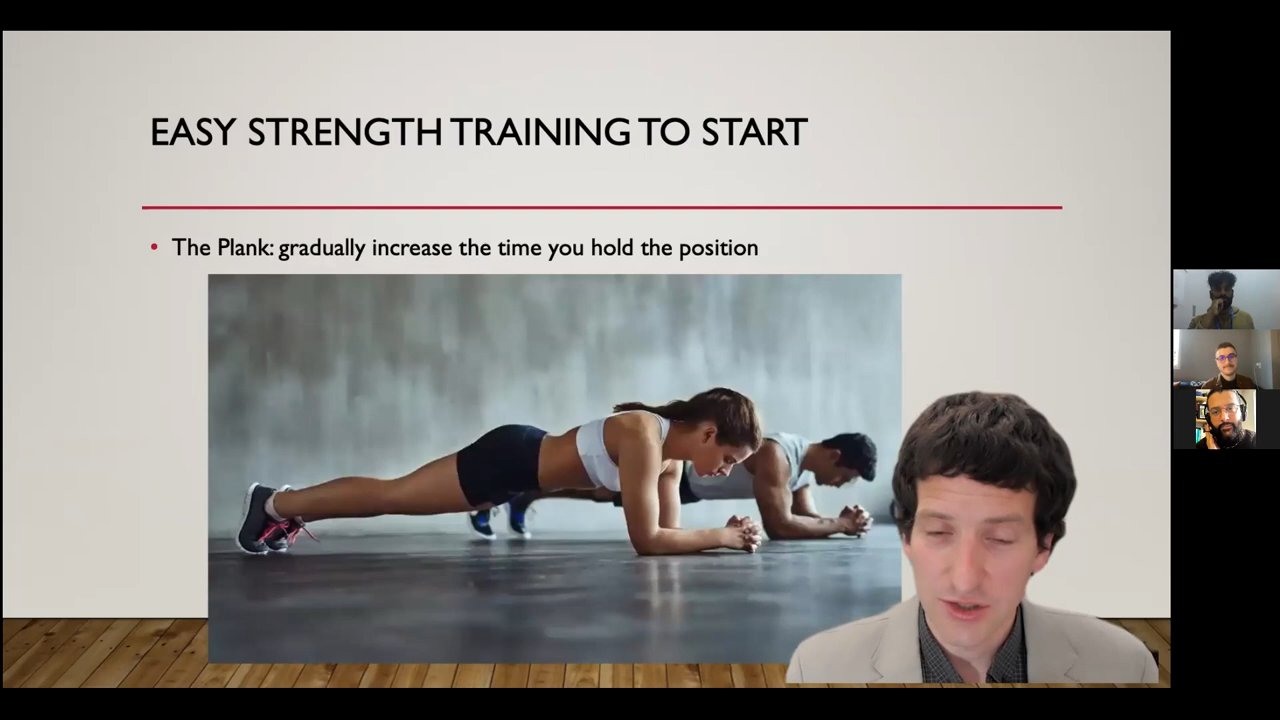 EASY STRENGTH TRAINING TO START
The Plank: gradually increase the time you hold the position